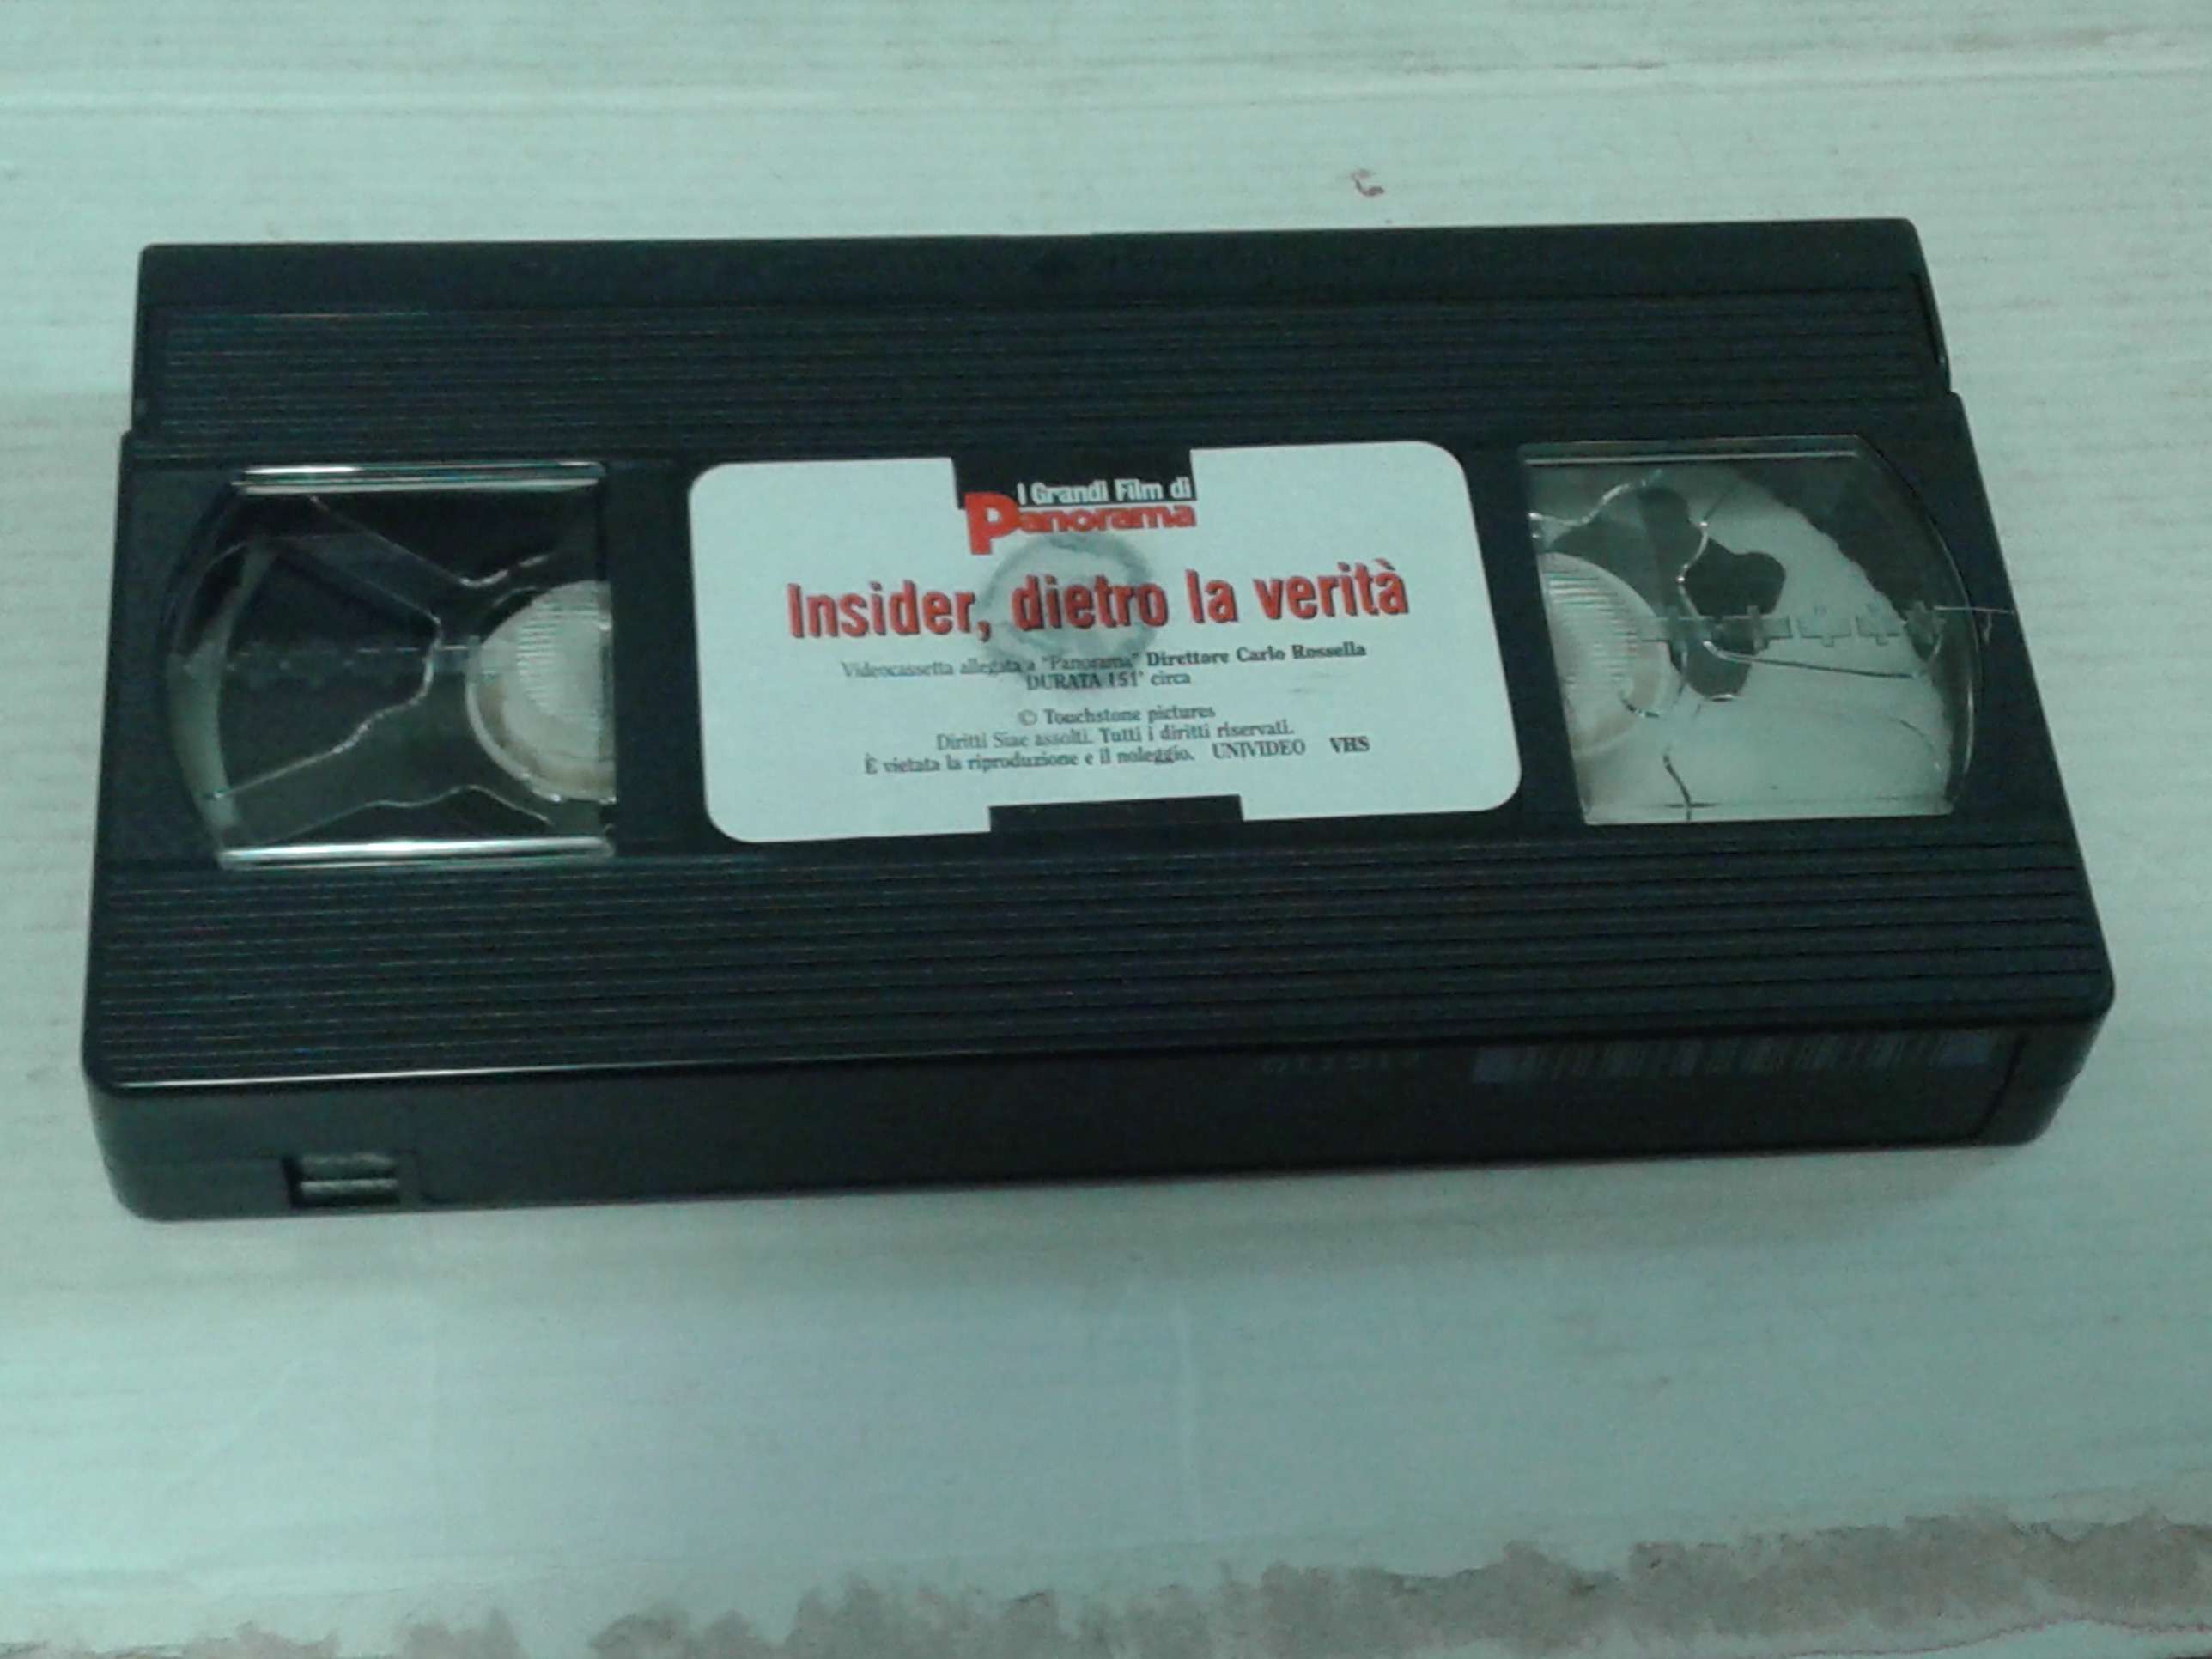 I Grandi Film di
Panorama
Insider, dietro la verità
Videocassetta allegata a "Panorama" Direttore Carlo Rossella
DURATA 151' circa
© Touchstone pictures
Diritti Siae assolti. Tutti i diritti riservati.
È vietata la riproduzione e il noleggio. UNIVIDEO VHS